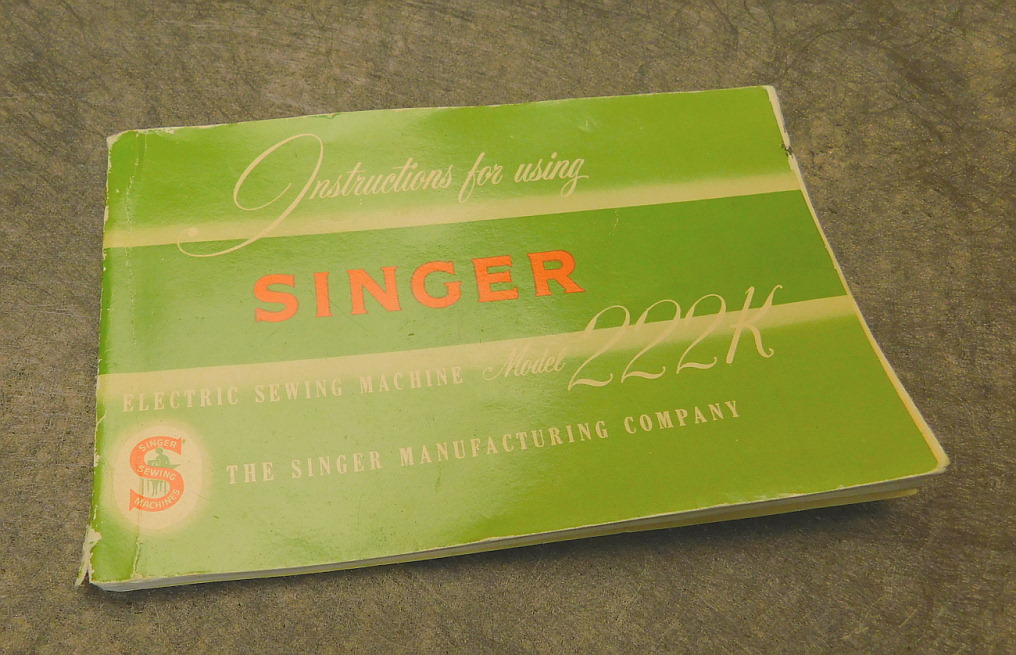 Instructions for using
SINGER
ELECTRIC SEWING MACHINE Model 222K
THE SINGER MANUFACTURING COMPANY
SINGER
SEWING
MACHINES